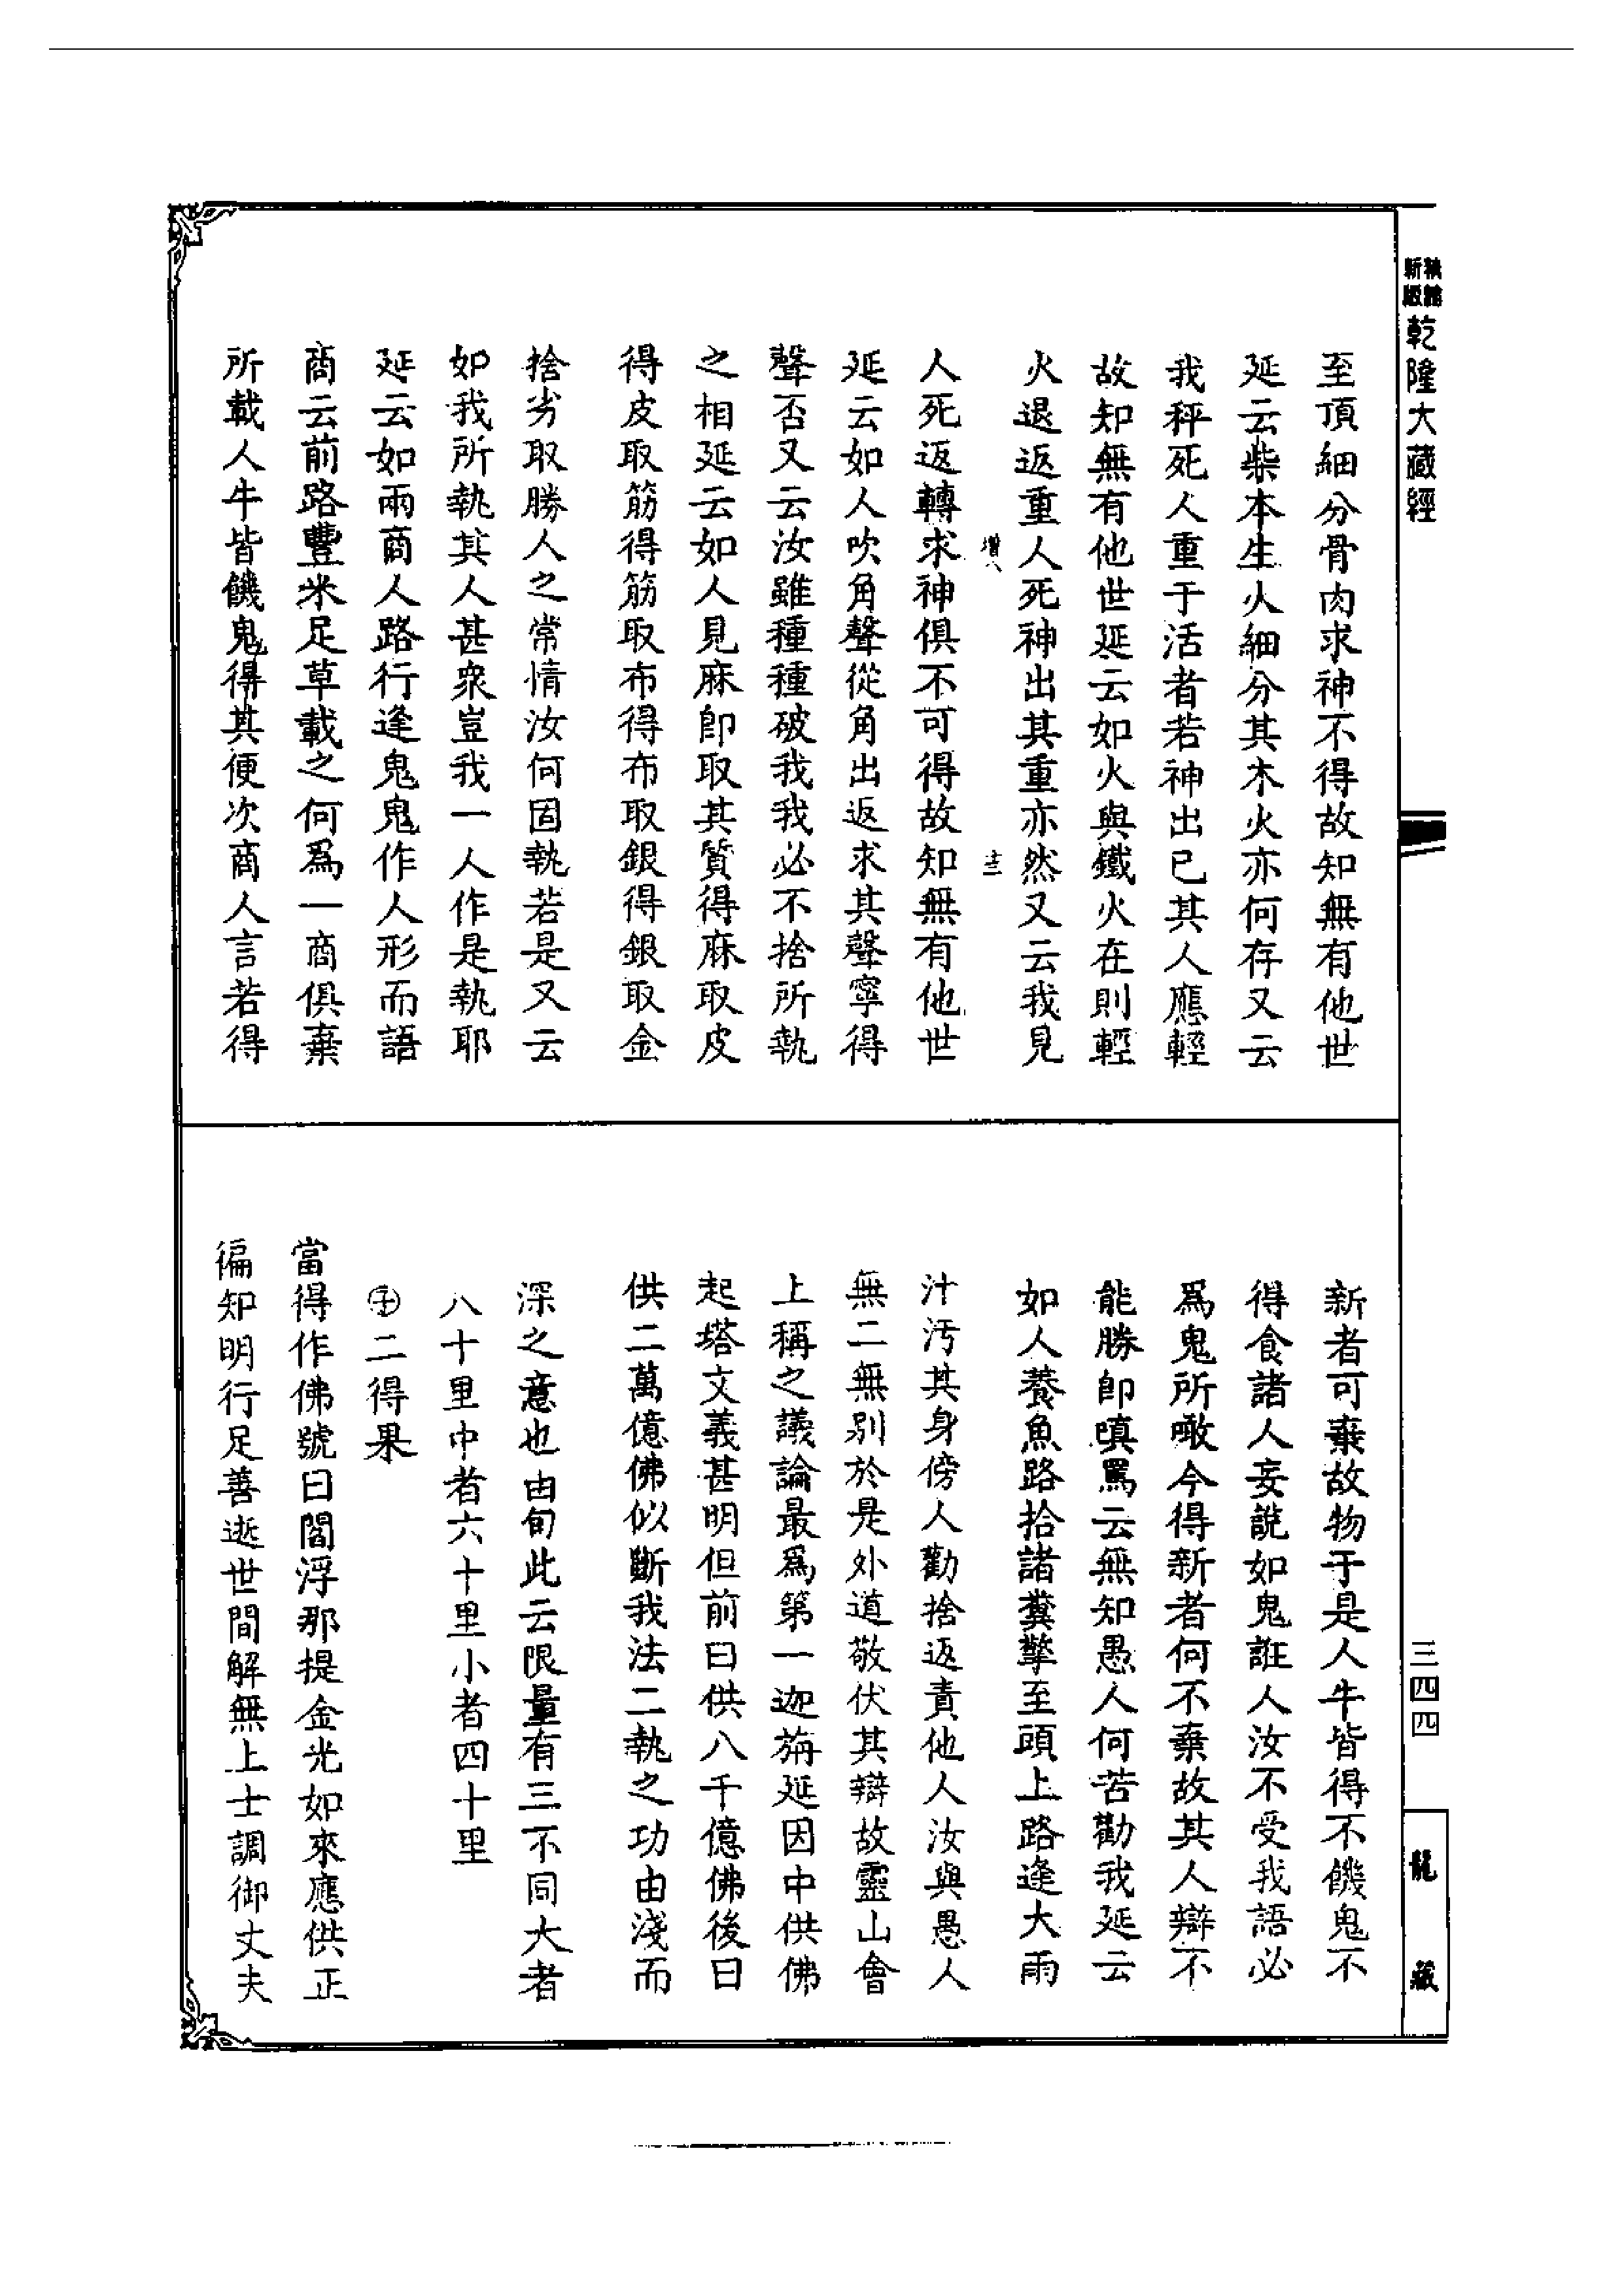 乾隆大藏經
至頂細分骨肉求神不得故知無有他世
延云柴本生火細分其木火亦何存又云
我秤死人重于活者若神出已其人應輕
故知無有他世延云如火與鐵火在則輕
火退返重人死神出其重亦然又云我見
人死返轉求神俱不可得故知無有他世
延云如人吹角聲從角出返求其聲寧得
聲否又云汝雖種種破我我必不捨所執
之相延云如人見麻即取其質得麻取皮
得皮取筋得筋取布得布取銀得銀取金
捨劣取勝人之常情汝何固執若是又云
如我所執其人甚衆豈我一人作是執耶
延云如兩商人路行逢鬼鬼作人形而語
商云前路豐米足草載之何爲一商俱棄
所載人牛皆饑鬼得其便次商人言若得
新者可棄故物于是人牛皆得不饑鬼不
得食諸人妄說如鬼誑人汝不受我語必
爲鬼所噉今得新者何不棄故其人辯不
能勝即嗔罵云無知愚人何苦勸我延云
如人養魚路拾諸糞擎至頭上路逢大雨
汁汚其身傍人勸捨返責他人汝與愚人
無二無別於是外道敬伏其辯故靈山會
上稱之議論最爲第一迦旃延因中供佛
起塔文義甚明但前曰供八千億佛後曰
供二萬億佛似斷我法二執之功由淺而
深之意也由旬此云限量有三不同大者
八十里中者六十里小者四十里
二得果
當得作佛號曰閻浮那提金光如來應供正
徧知明行足善逝世間解無上士調御丈夫
三四四
龍藏